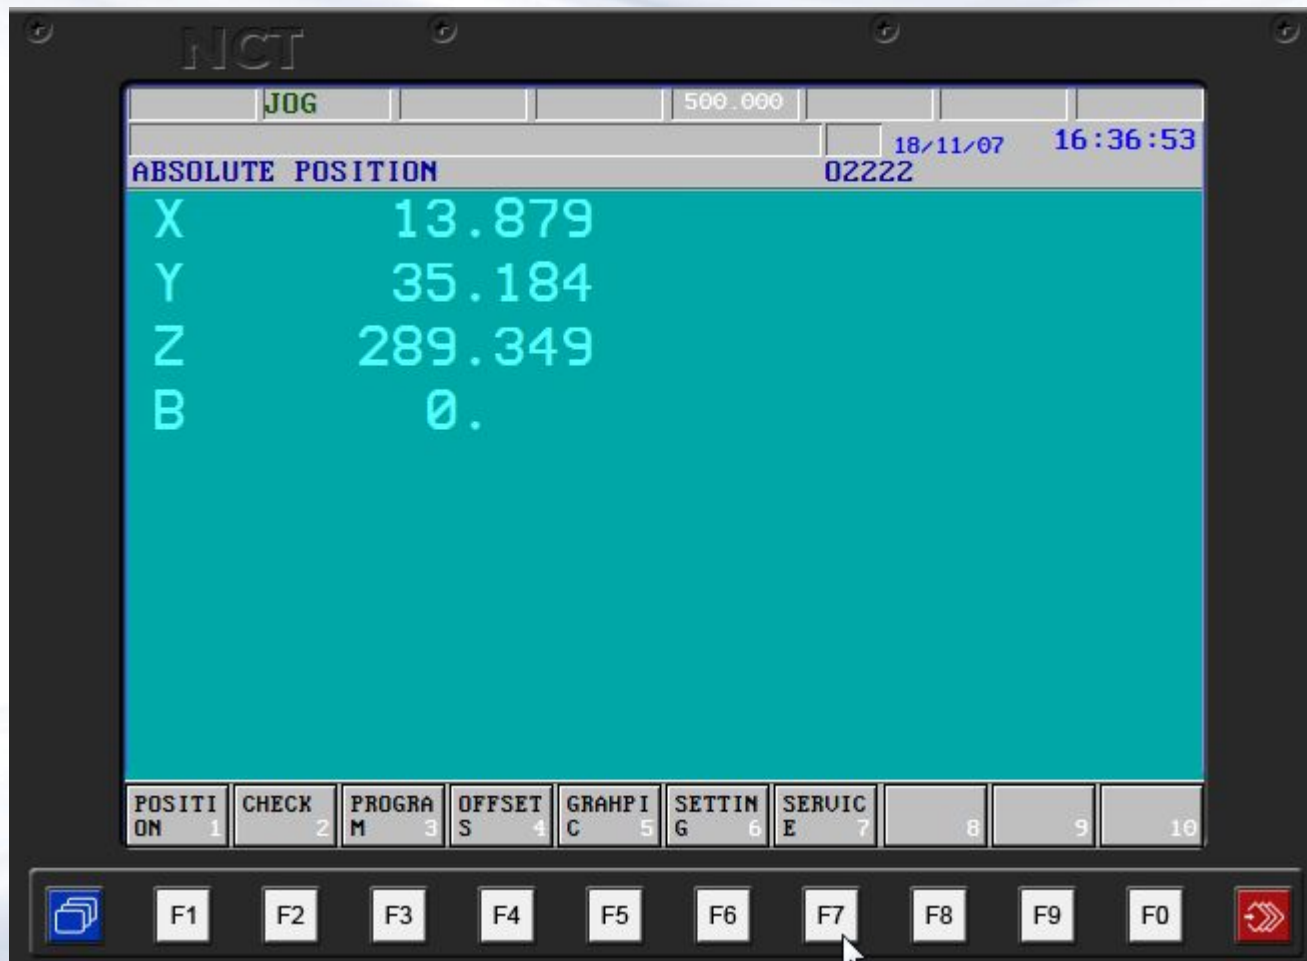 NCT
JOG 500.000
18/11/07 16:36:53
ABSOLUTE POSITION O2222
X 13.879
Y 35.184
Z 289.349
B 0.
POSITI CHECK PROGRA OFFSET GRAHPI SETTIN SERVIC
ON 1 2 M 3 S 4 C 5 G 6 E 7 8 9 10
F1 F2 F3 F4 F5 F6 F7 F8 F9 F0